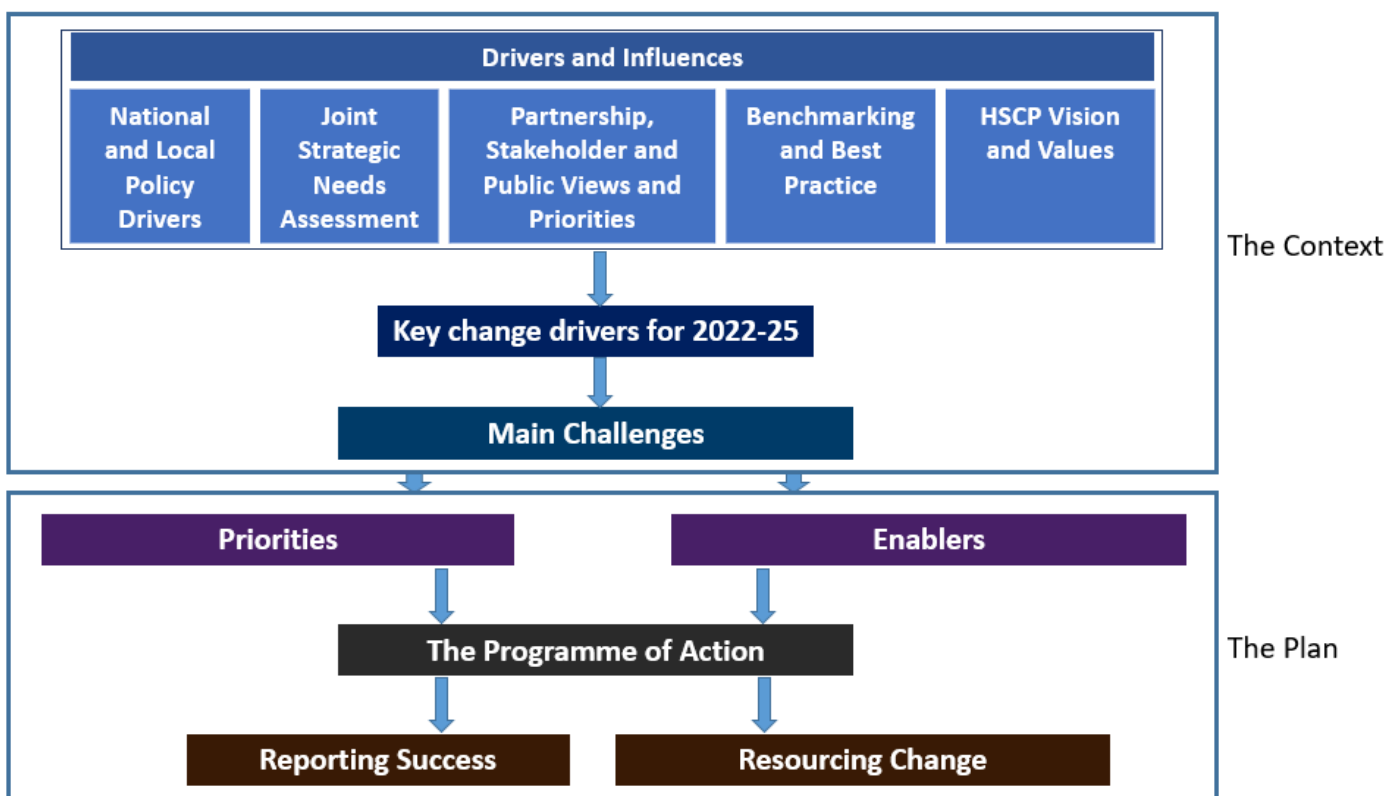 Drivers and Influences
National
and Local
Policy
Drivers
Joint
Strategic
Needs
Assessment
Partnership,
Stakeholder and
Public Views and
Priorities
Benchmarking
and Best
Practice
HSCP Vision
and Values
The Context
Key change drivers for 2022-25
Main Challenges
Priorities
Enablers
The Programme of Action
The Plan
Reporting Success
Resourcing Change